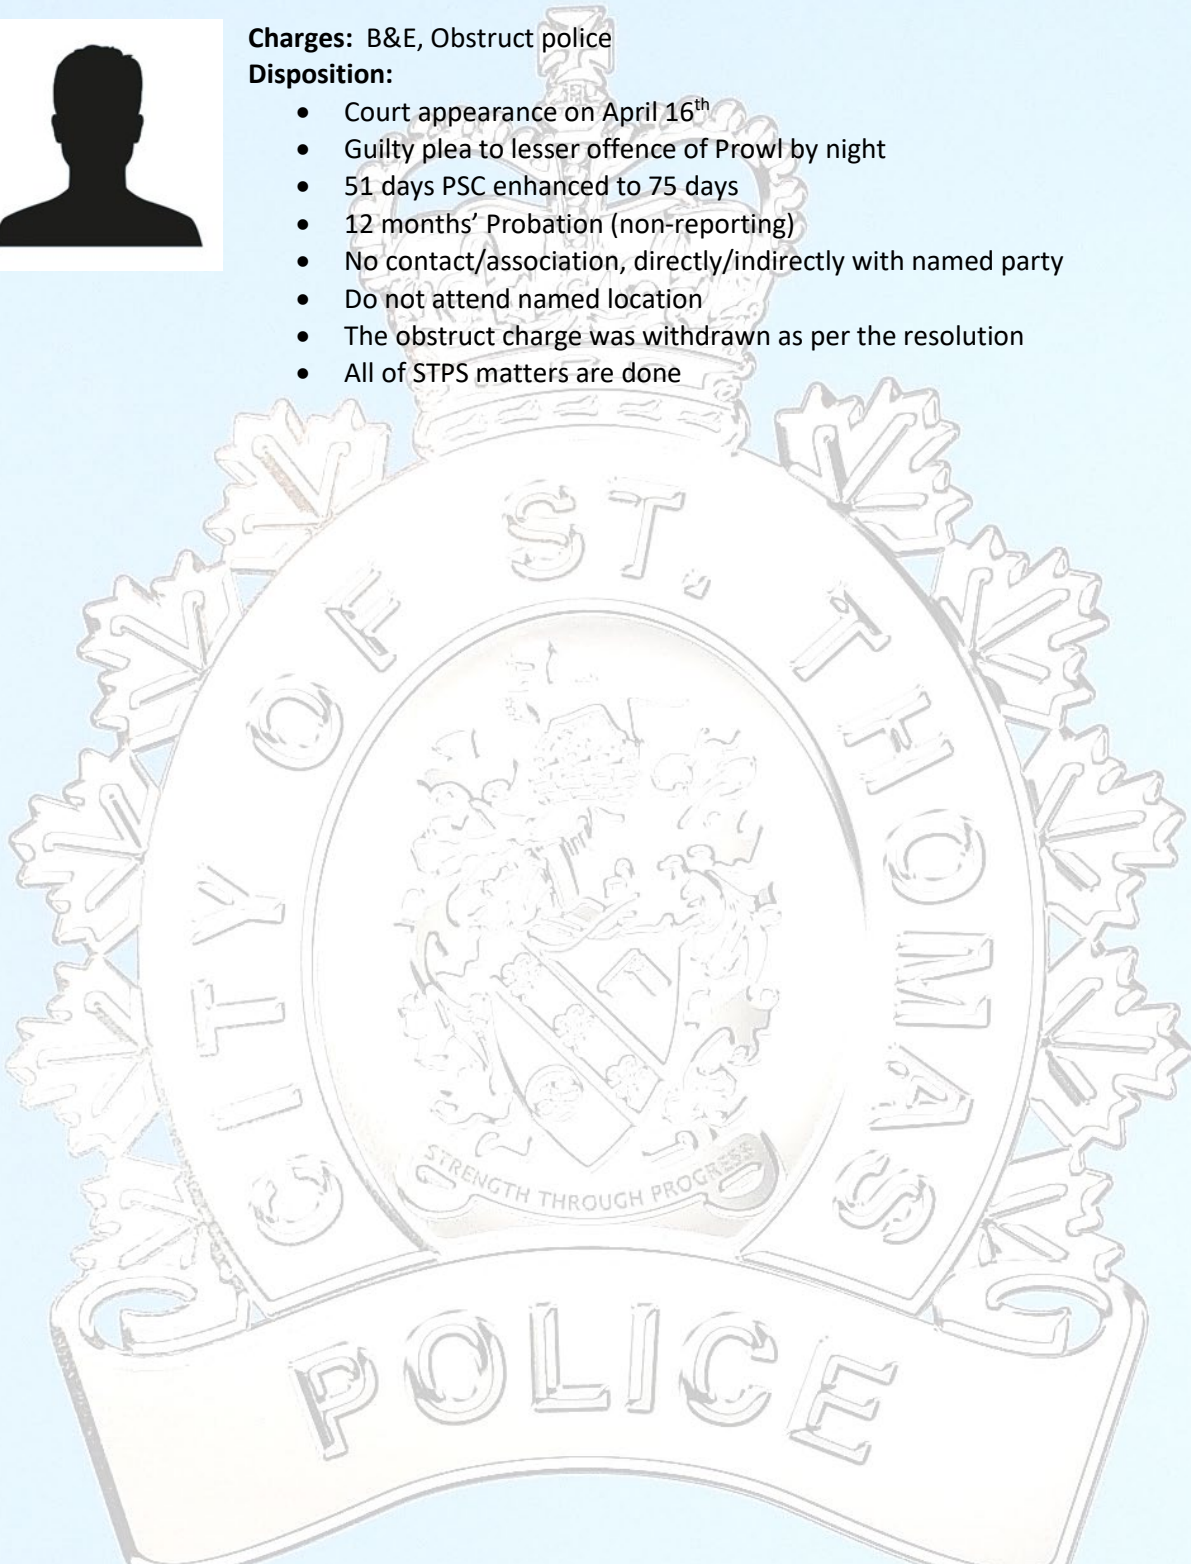 Charges: B&E, Obstruct police
Disposition:
• Court appearance on April 16th
• Guilty plea to lesser offence of Prowl by night
• 51 days PSC enhanced to 75 days
• 12 months’ Probation (non-reporting)
• No contact/association, directly/indirectly with named party
• Do not attend named location
• The obstruct charge was withdrawn as per the resolution
• All of STPS matters are done
CITY OF ST. THOMAS
STRENGTH THROUGH PROGRESS
POLICE